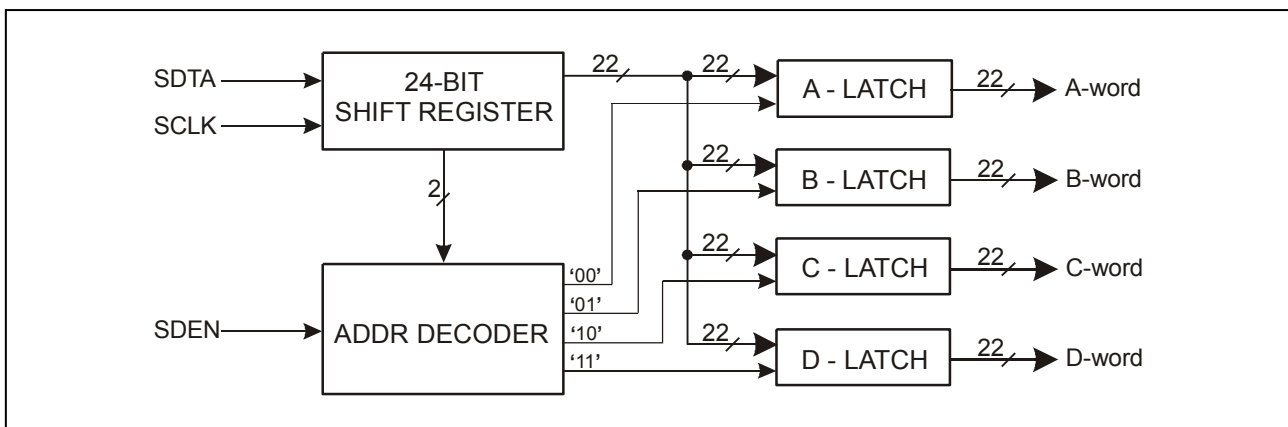 SDTA
SCLK
24-BIT
SHIFT REGISTER
22
22
A - LATCH
22
A-word
22
B - LATCH
22
B-word
2
22
C - LATCH
22
C-word
SDEN
ADDR DECODER
‘00’
‘01’
‘10’
‘11’
22
D - LATCH
22
D-word